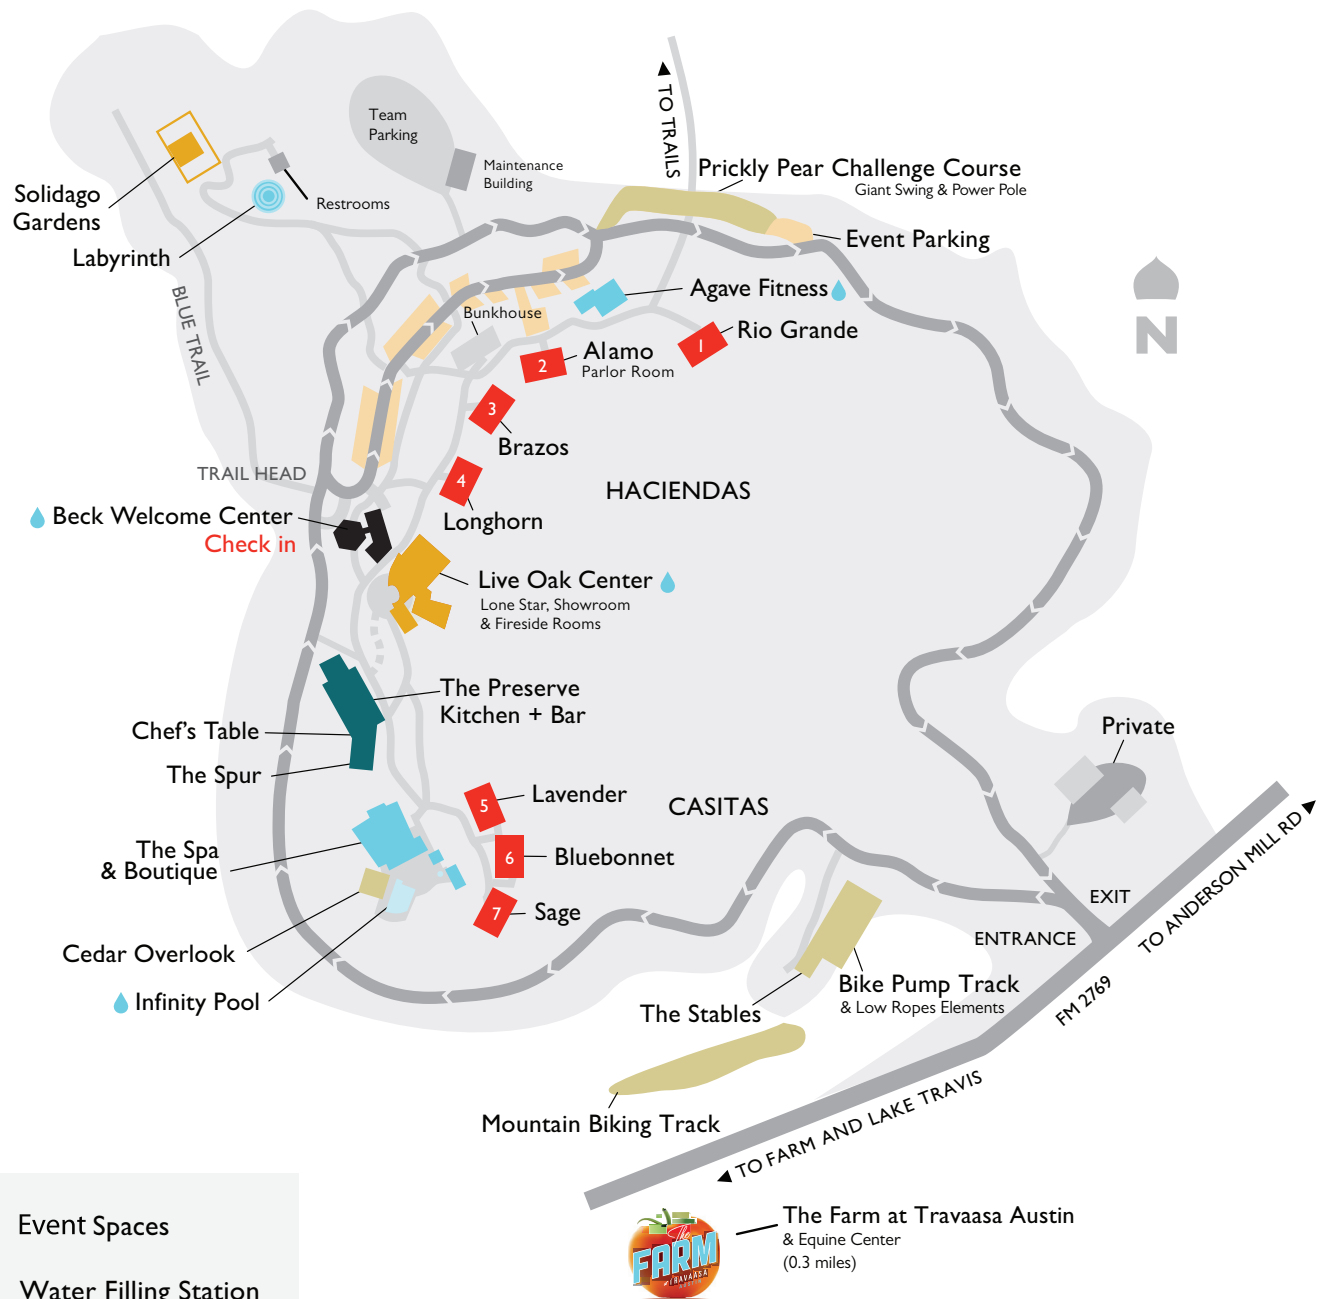 Team
Parking
Maintenance
Building
TO TRAILS
Prickly Pear Challenge Course
Giant Swing & Power Pole
Solidago
Gardens
Restrooms
Labyrinth
Event Parking
BLUE TRAIL
Agave Fitness
Bunkhouse
Rio Grande
1
Alamo
Parlor Room
2
3
Brazos
N
TRAIL HEAD
4
Longhorn
HACIENDAS
Beck Welcome Center
Check in
Live Oak Center
Lone Star, Showroom
& Fireside Rooms
The Preserve
Kitchen + Bar
Chef's Table
The Spur
Private
5
Lavender
CASITAS
The Spa
& Boutique
6
Bluebonnet
7
Sage
EXIT
ENTRANCE
TO ANDERSON MILL RD
Cedar Overlook
Infinity Pool
Bike Pump Track
& Low Ropes Elements
The Stables
FM 2769
Mountain Biking Track
TO FARM AND LAKE TRAVIS
Event Spaces
Water Filling Station
The
FARM
at TRAVAASA
AUSTIN
The Farm at Travaasa Austin
& Equine Center
(0.3 miles)